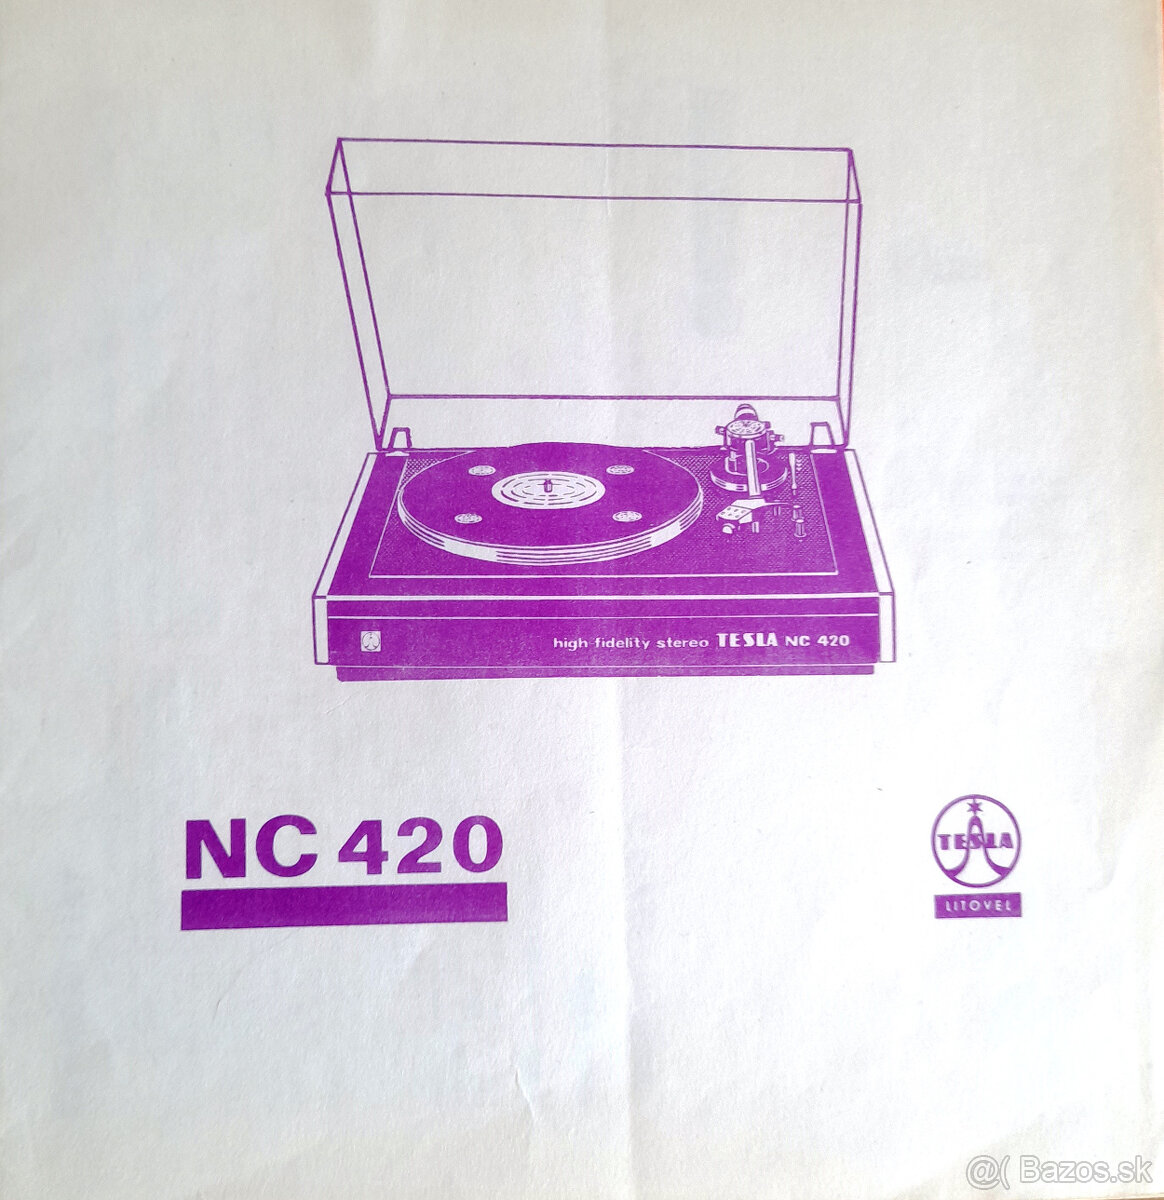 high-fidelity stereo TESLA NC 420
NC 420
TESLA
LITOVEL
@( Bazos.sk